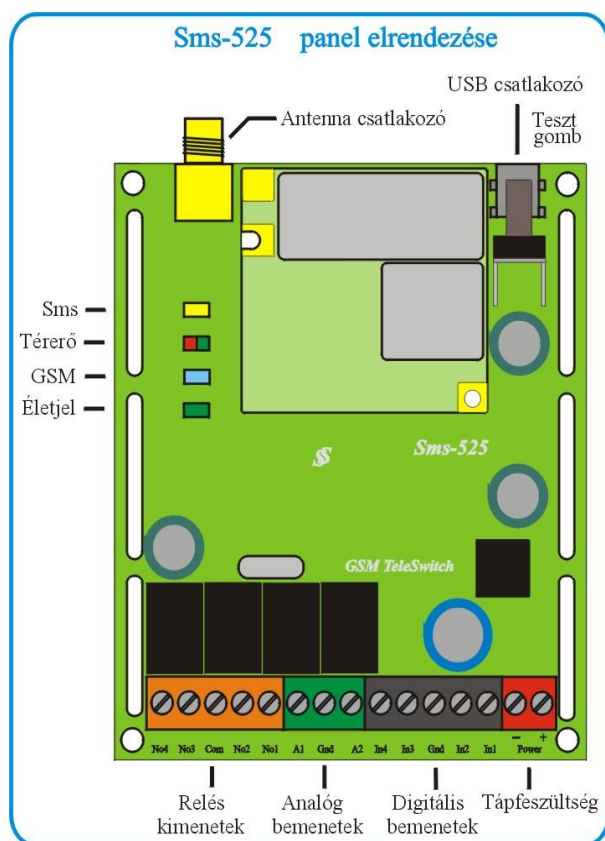 Sms-525 panel elrendezése
USB csatlakozó
Antenna csatlakozó
Teszt
gomb
Sms
Térerő
GSM
Életjel
Sms-525
GSM TeleSwitch
No4 No3 Com No2 No1 A1 Gnd A2 In4 In3 Gnd In2 In1 – +
Power
Relés
kimenetek
Analóg
bemenetek
Digitális
bemenetek
Tápfeszültség